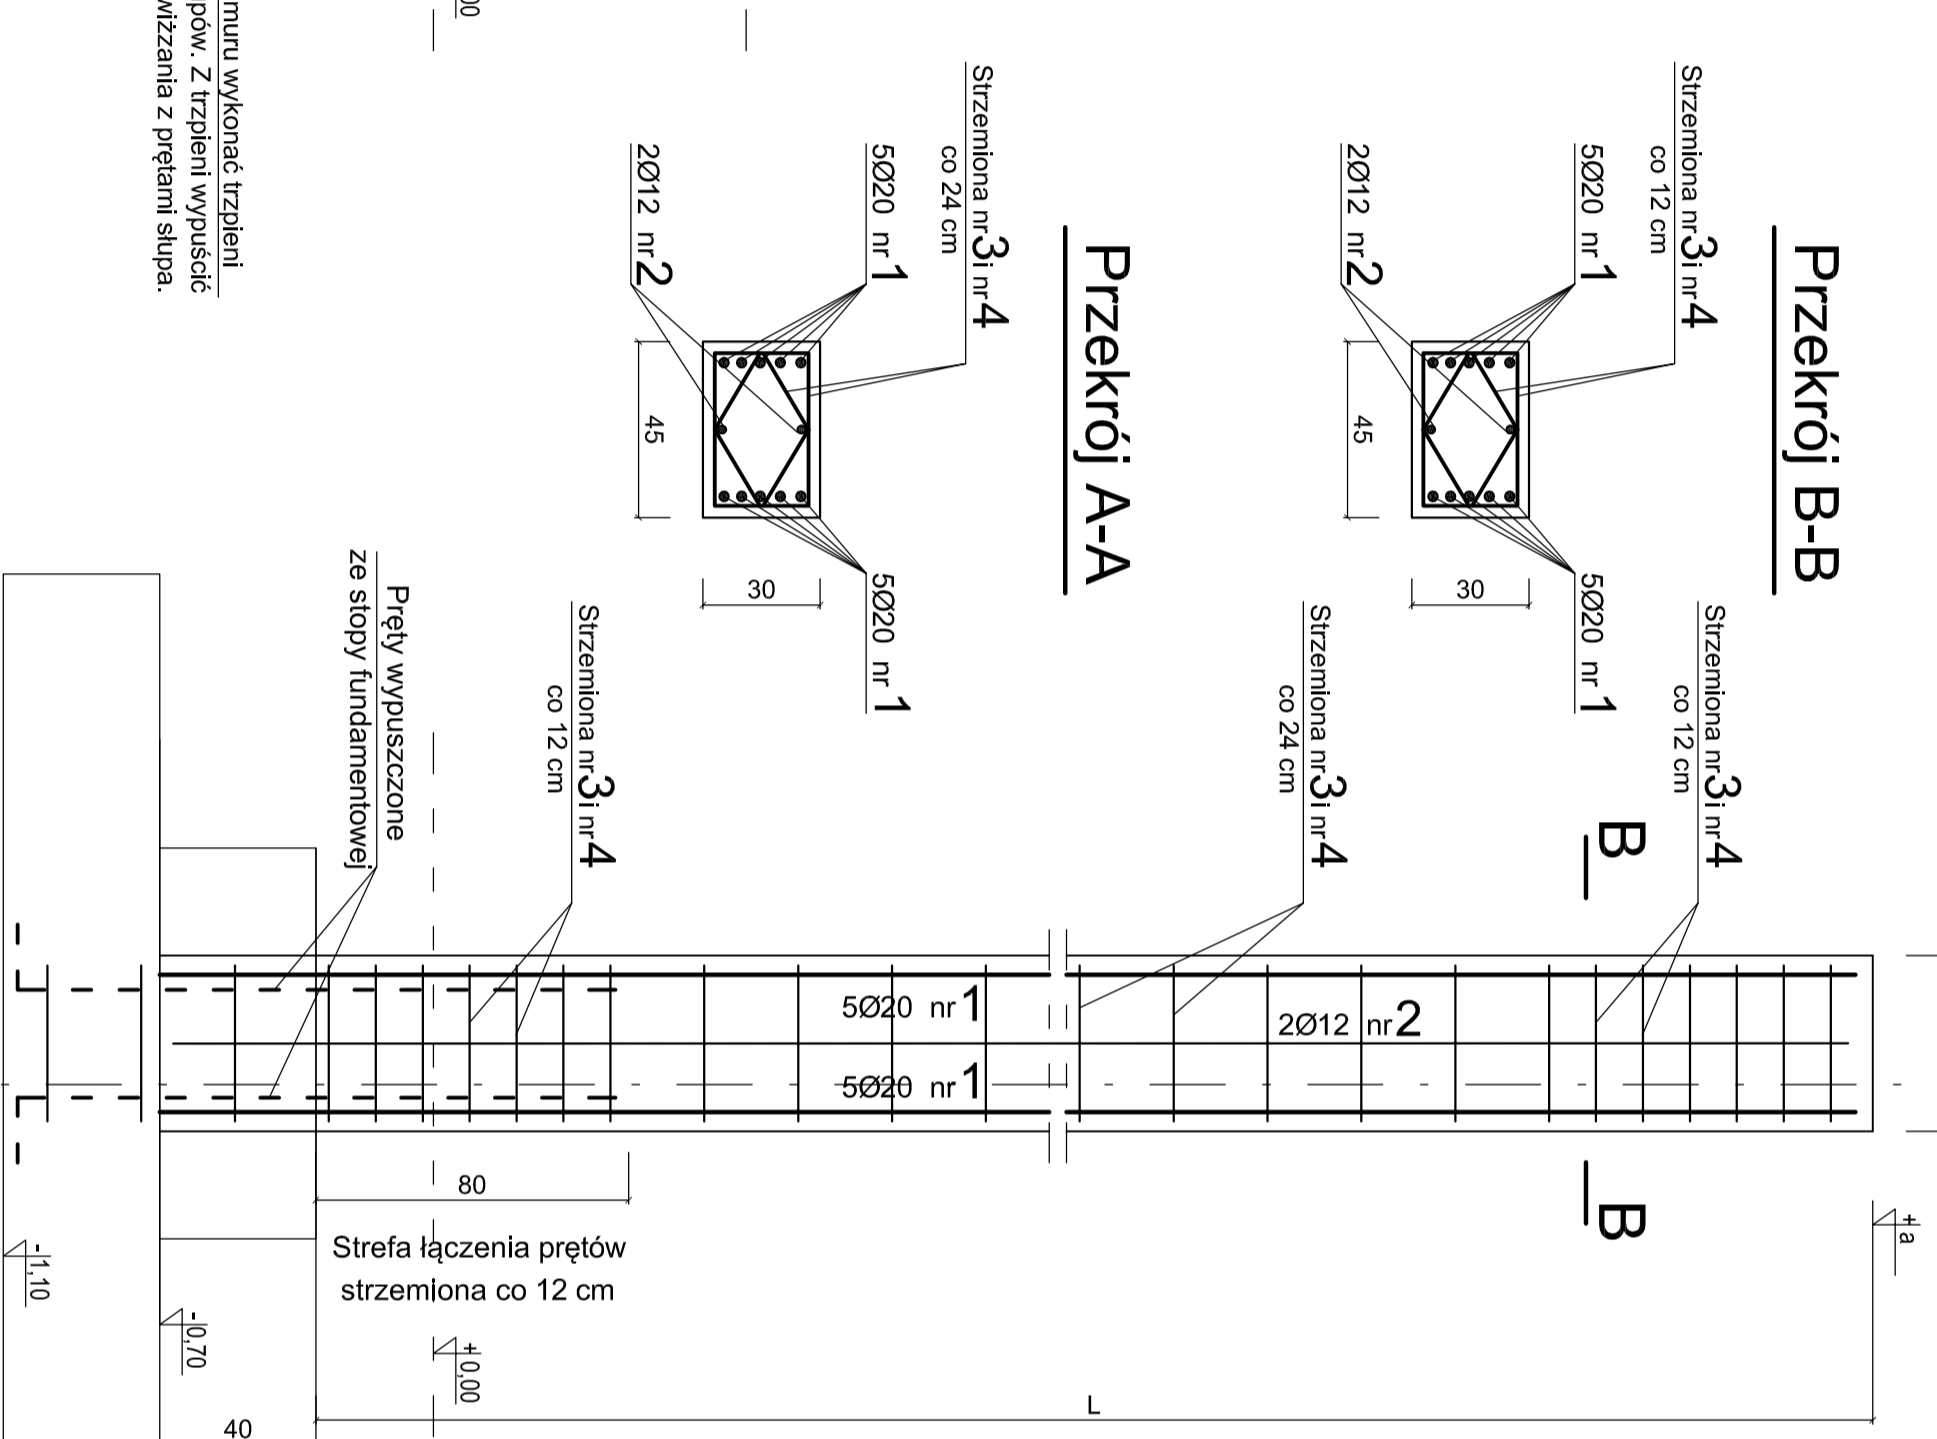 Przekrój B-B
Strzemiona nr3i nr4
co 12 cm
5Ø20 nr1
2Ø12 nr2
45
30
5Ø20 nr1
Przekrój A-A
Strzemiona nr3i nr4
co 24 cm
5Ø20 nr1
2Ø12 nr2
45
30
5Ø20 nr1
00
muru wykonać trzpieni
pów. Z trzpieni wypuścić
wiżzania z prętami słupa.
Strzemiona nr3i nr4
co 12 cm
B
B
Strzemiona nr3i nr4
co 24 cm
Strzemiona nr3i nr4
co 12 cm
Pręty wypuszczone
ze stopy fundamentowej
5Ø20 nr1
2Ø12 nr2
5Ø20 nr1
80
Strefa łączenia prętów
strzemiona co 12 cm
+a
+0,00
-0,70
-1,10
L
40